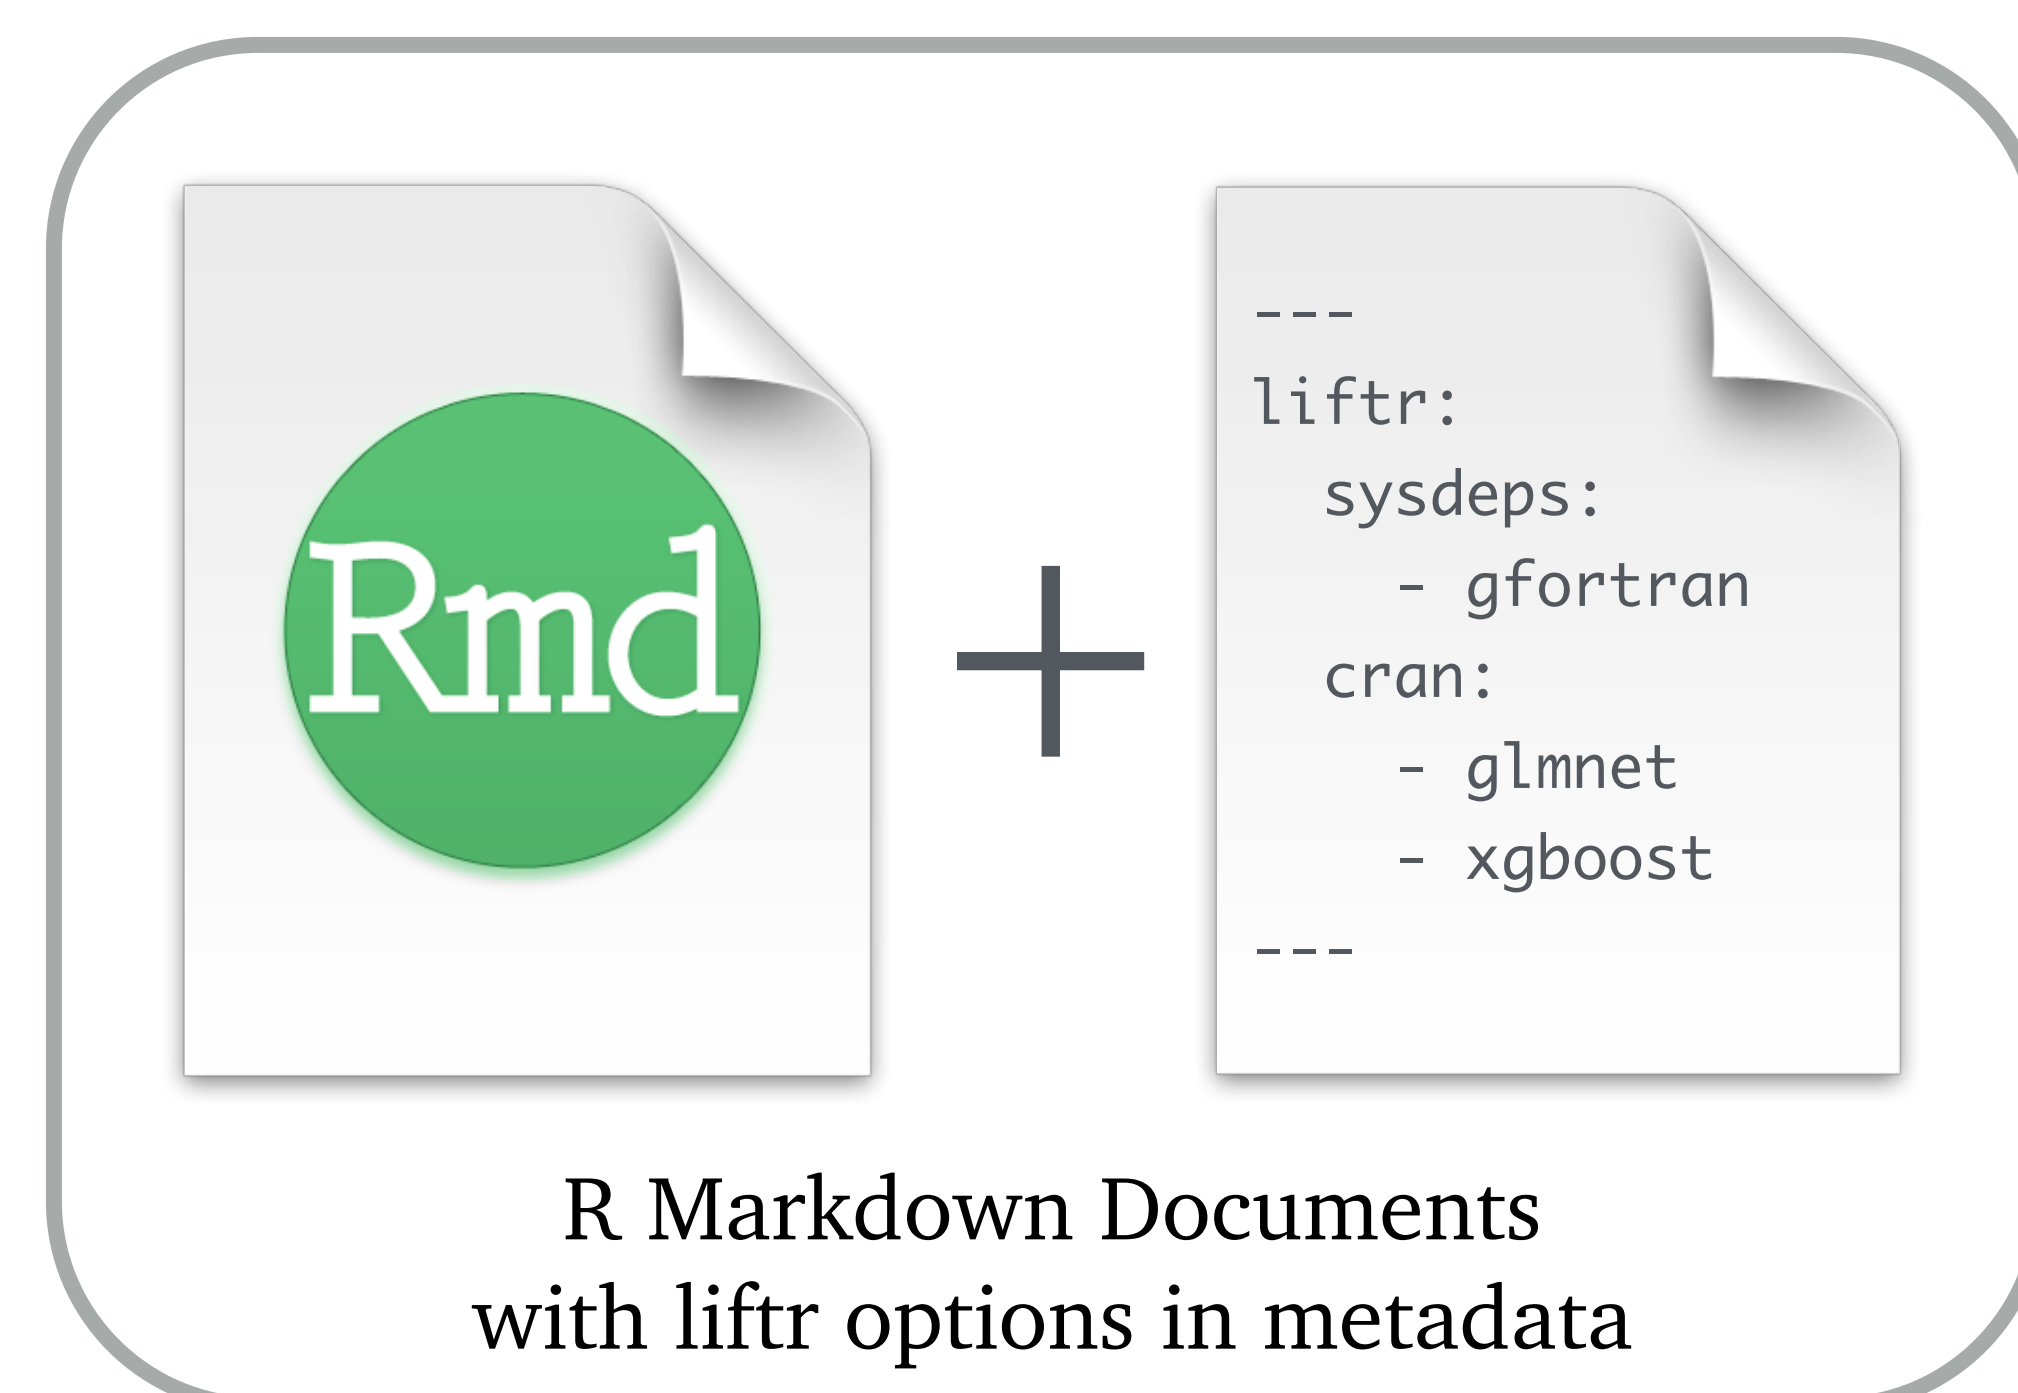 Rmd
+
---
liftr:
  sysdeps:
    - gfortran
  cran:
    - glmnet
    - xgboost
---
R Markdown Documents
with liftr options in metadata